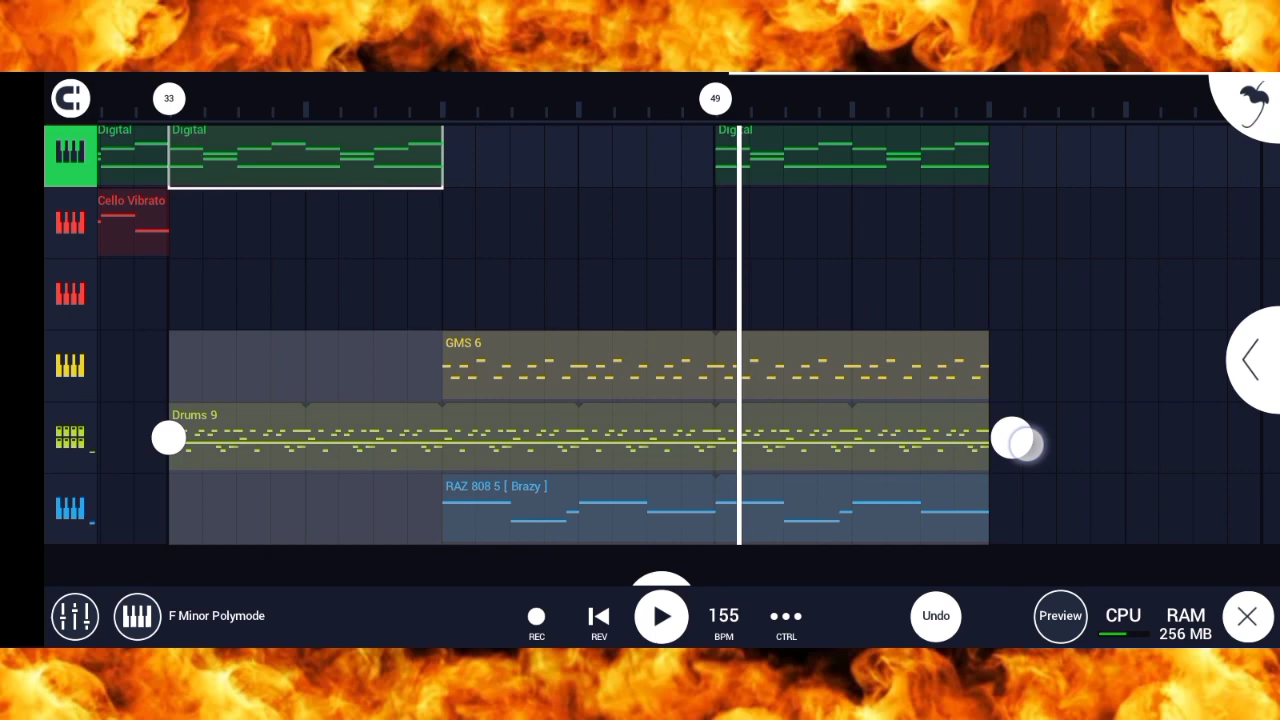 33
49
Digital
Digital
Digital
Cello Vibrato
GMS 6
Drums 9
RAZ 808 5 [ Brazy ]
F Minor Polymode
REC
REV
155
BPM
CTRL
Undo
Preview
CPU
RAM
256 MB